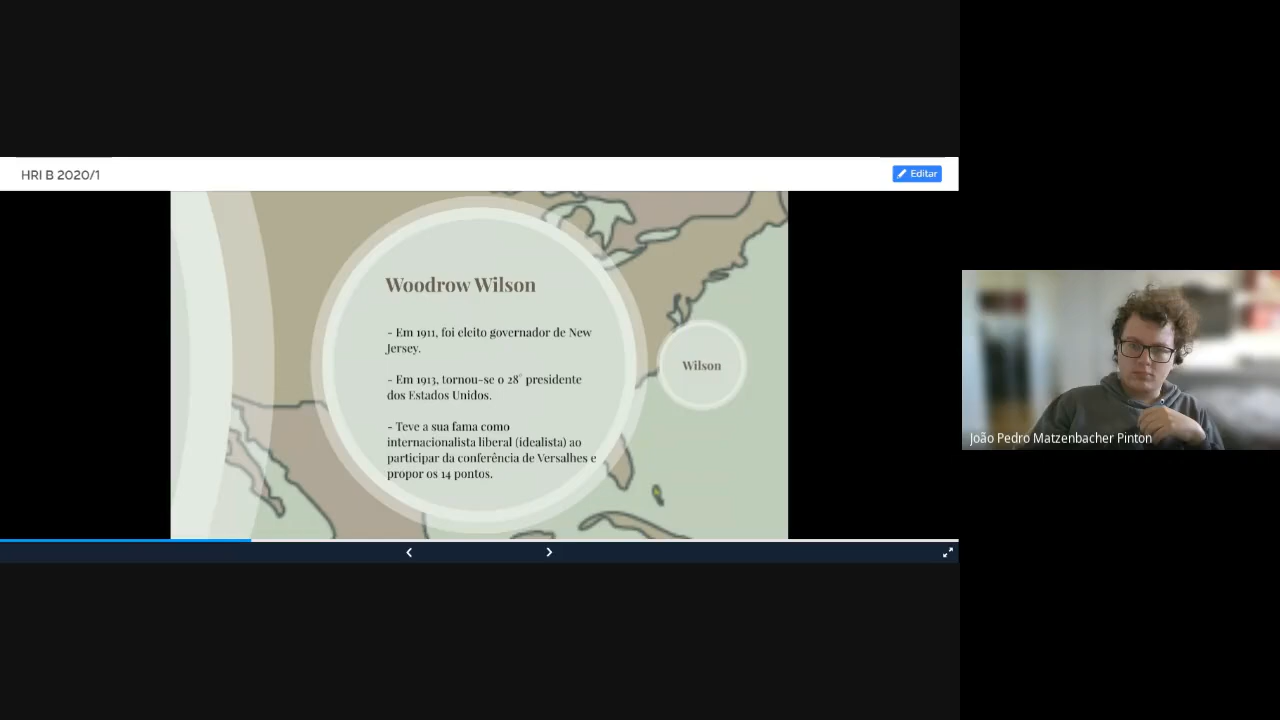 HRI B 2020/1
Editar
Woodrow Wilson
- Em 1911, foi eleito governador de New
Jersey.
- Em 1913, tornou-se o 28° presidente
dos Estados Unidos.
- Teve a sua fama como
internacionalista liberal (idealista) ao
participar da conferência de Versalhes e
propor os 14 pontos.
Wilson
João Pedro Matzenbacher Pinton